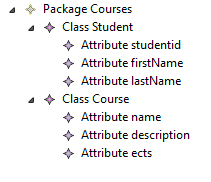 Package Courses
Class Student
Attribute studentid
Attribute firstName
Attribute lastName
Class Course
Attribute name
Attribute description
Attribute ects